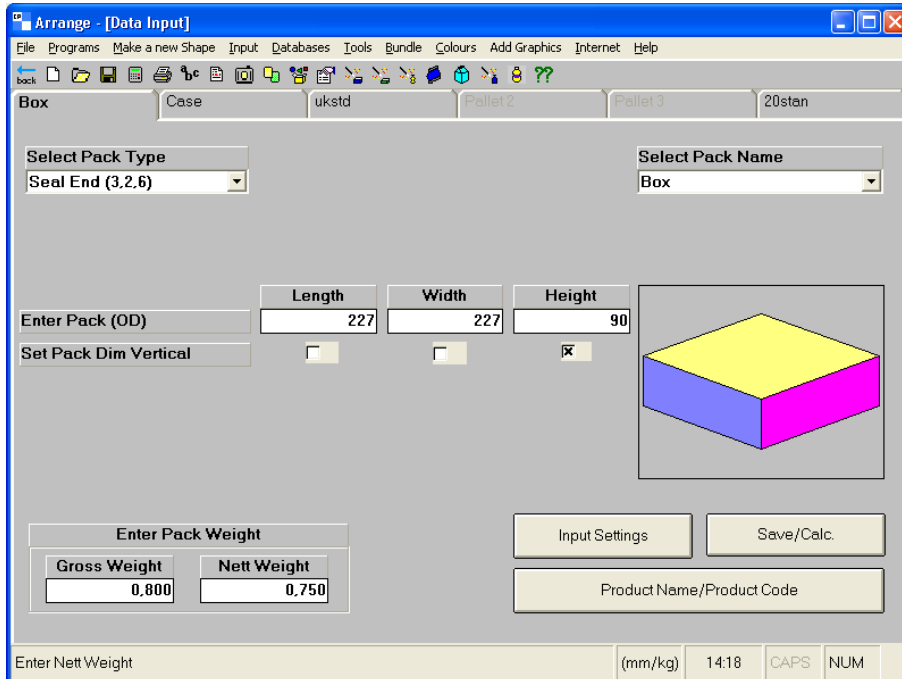 Arrange - [Data Input]
File Programs Make a new Shape Input Databases Tools Bundle Colours Add Graphics Internet Help
back abc ??
Box Case ukstd Pallet 2 Pallet 3 20stan
Select Pack Type Select Pack Name
Seal End (3,2,6) Box
Length Width Height
Enter Pack (OD) 227 227 90
Set Pack Dim Vertical
Enter Pack Weight
Input Settings Save/Calc.
Gross Weight Nett Weight
0,800 0,750
Product Name/Product Code
Enter Nett Weight (mm/kg) 14:18 CAPS NUM